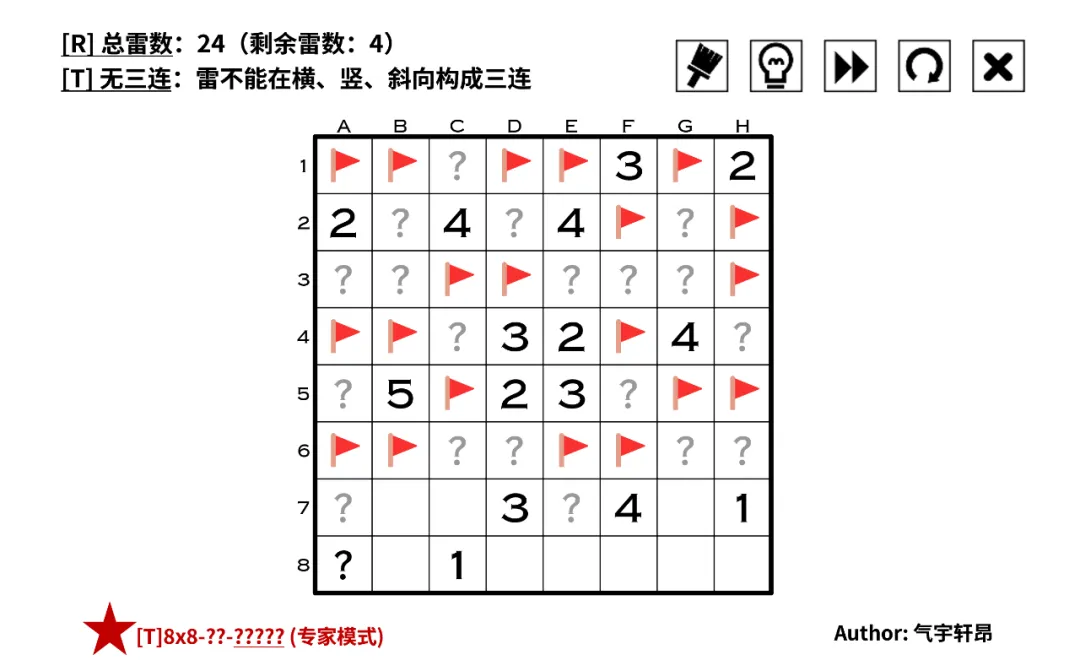 [R] 总雷数：24（剩余雷数：4）
[T] 无三连：雷不能在横、竖、斜向构成三连
A B C D E F G H
1 ? 3 2
2 2 ? 4 ? 4 ?
3 ? ? ? ? ?
4 ? 3 2 4 ?
5 ? 5 2 3 ?
6 ? ? ? ?
7 ? 3 ? 4 1
8 ? 1
[T]8x8-??-????? (专家模式)
Author: 气宇轩昂